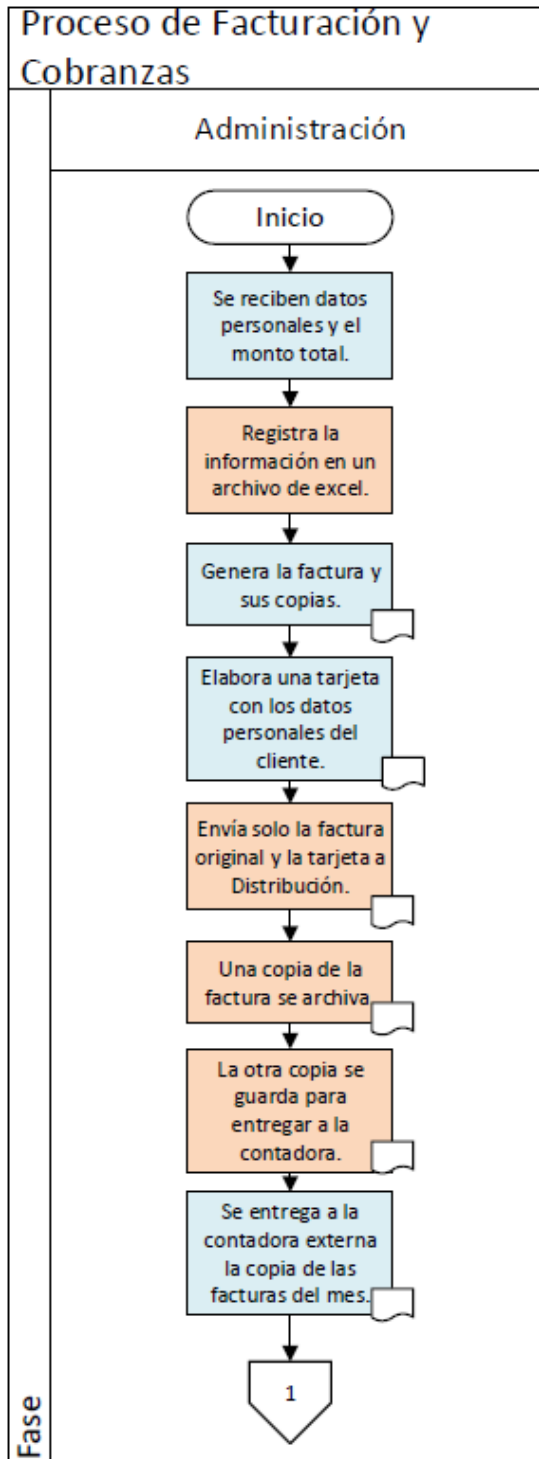 Proceso de Facturación y
Cobranzas
Administración
Inicio
Se reciben datos
personales y el
monto total.
Registra la
información en un
archivo de excel.
Genera la factura y
sus copias.
Elabora una tarjeta
con los datos
personales del
cliente.
Envía solo la factura
original y la tarjeta a
Distribución.
Una copia de la
factura se archiva.
La otra copia se
guarda para
entregar a la
contadora.
Se entrega a la
contadora externa
la copia de las
facturas del mes.
1
Fase